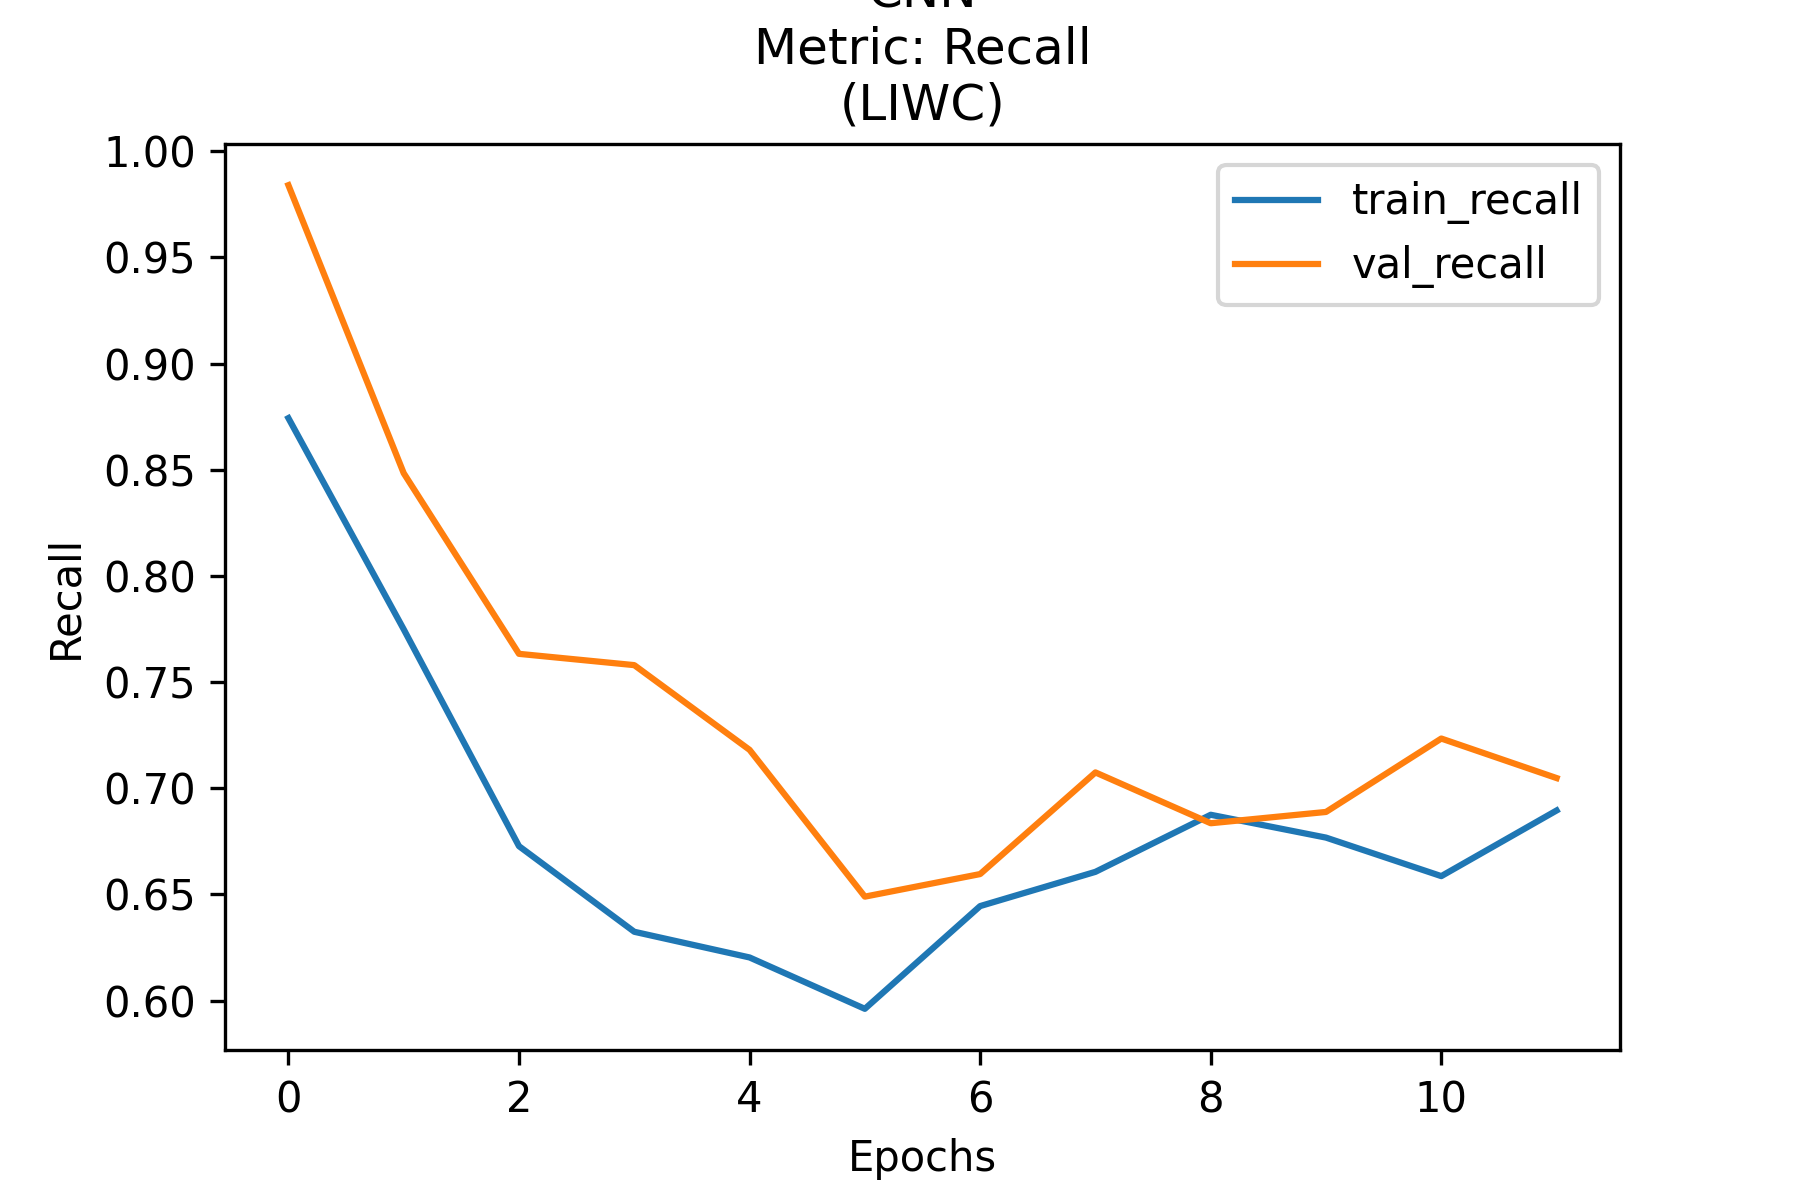 CNN
Metric: Recall
(LIWC)
1.00
0.95
0.90
0.85
0.80
0.75
0.70
0.65
0.60
Recall
train_recall
val_recall
0 2 4 6 8 10
Epochs